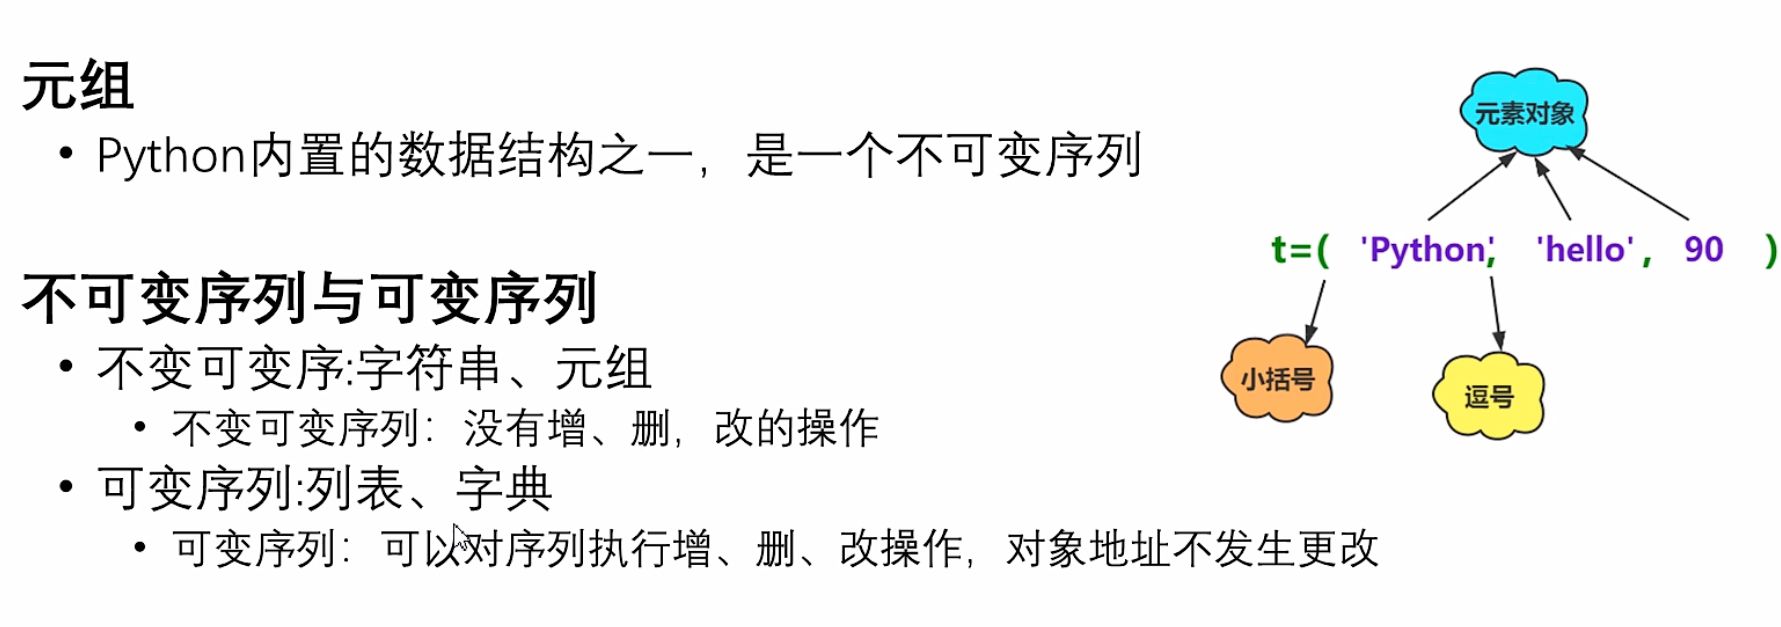 元组
• Python内置的数据结构之一，是一个不可变序列
不可变序列与可变序列
• 不变可变序:字符串、元组
• 不变可变序列：没有增、删，改的操作
• 可变序列:列表、字典
• 可变序列：可以对序列执行增、删、改操作，对象地址不发生更改
元素对象
t=( 'Python', 'hello', 90 )
小括号
逗号